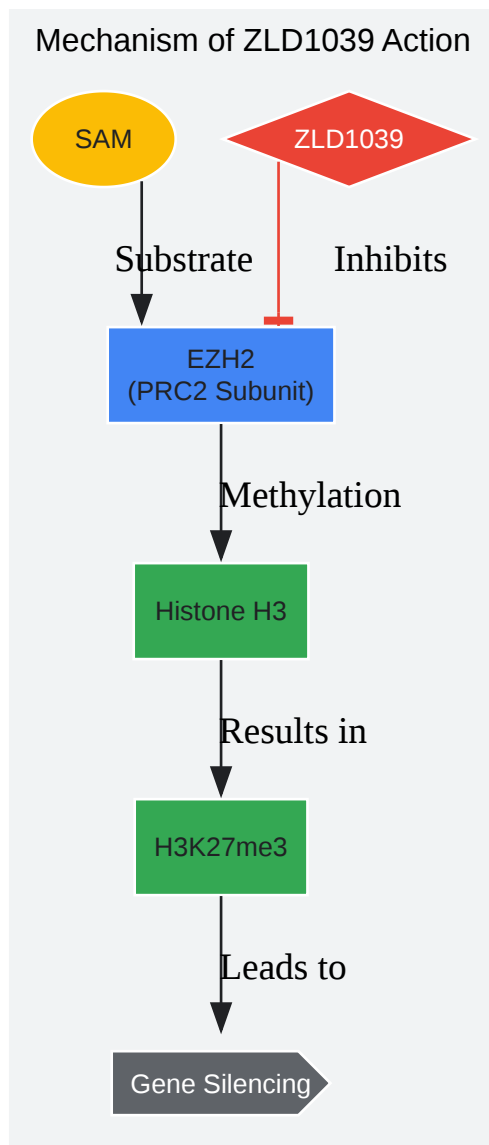 Mechanism of ZLD1039 Action
SAM
ZLD1039
Substrate
Inhibits
EZH2
(PRC2 Subunit)
Methylation
Histone H3
Results in
H3K27me3
Leads to
Gene Silencing